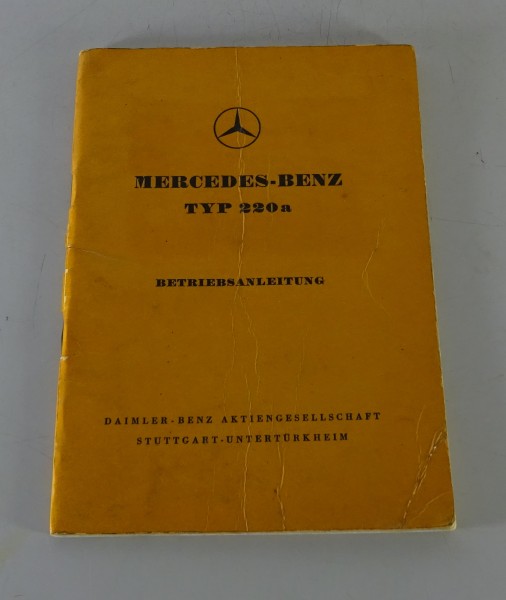 MERCEDES-BENZ
TYP 220a
BETRIEBSANLEITUNG
DAIMLER-BENZ AKTIENGESELLSCHAFT
STUTTGART-UNTERTÜRKHEIM